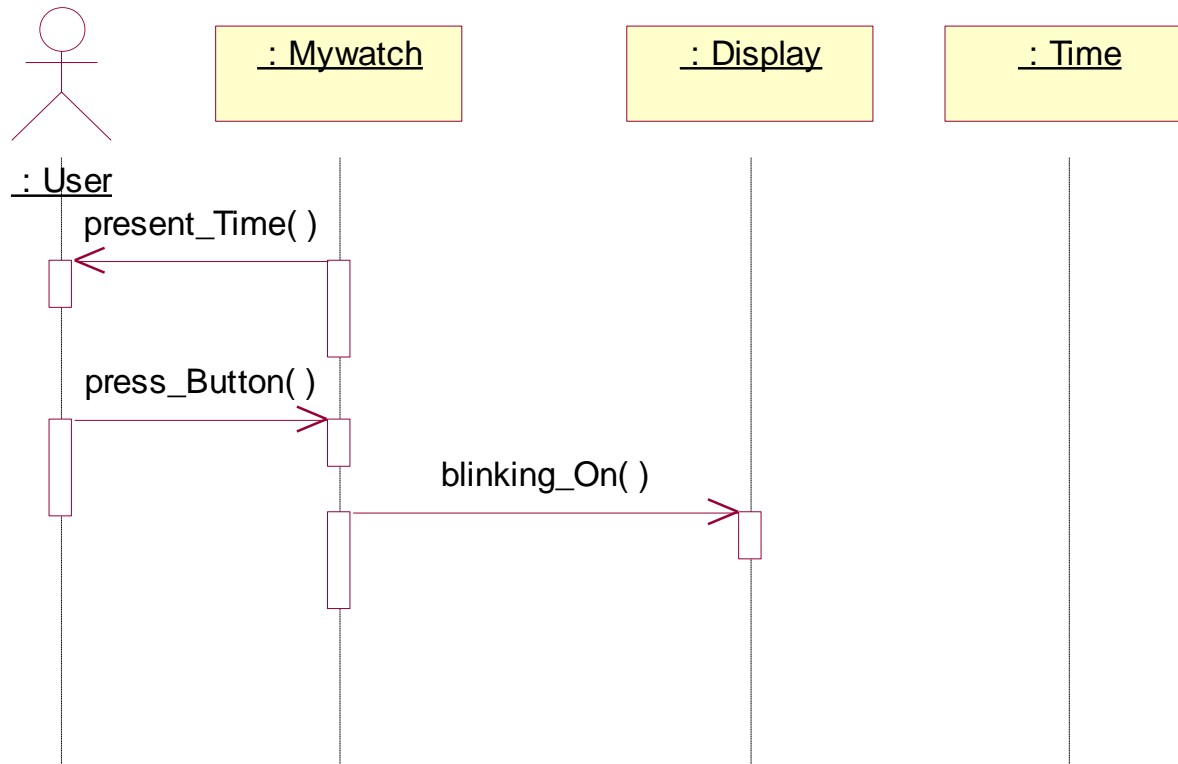 : Mywatch
: Display
: Time
: User
present_Time( )
press_Button( )
blinking_On( )